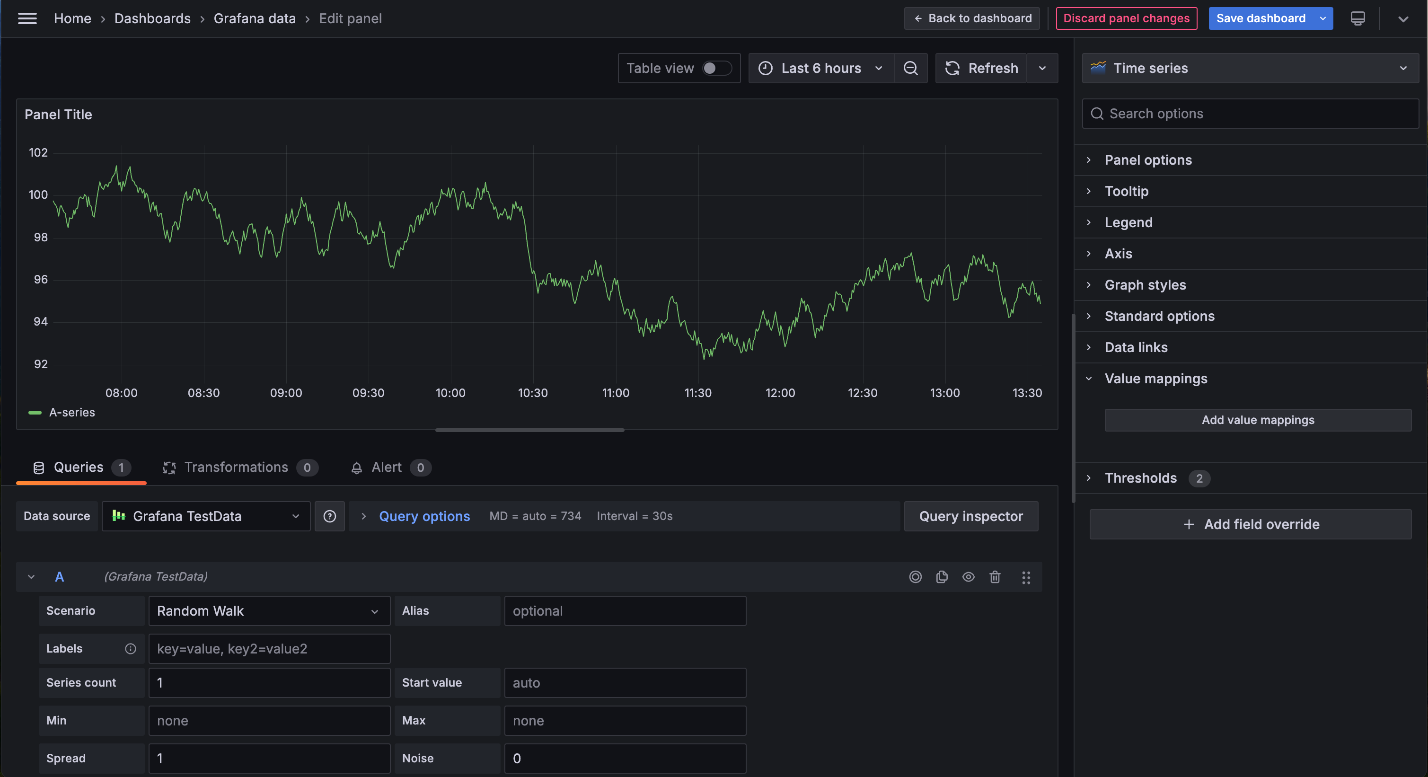 Home › Dashboards › Grafana data › Edit panel
← Back to dashboard
Discard panel changes
Save dashboard
Table view
Last 6 hours
Refresh
Time series
Search options
Panel Title
102
100
98
96
94
92
08:00 08:30 09:00 09:30 10:00 10:30 11:00 11:30 12:00 12:30 13:00 13:30
A-series
Panel options
Tooltip
Legend
Axis
Graph styles
Standard options
Data links
Value mappings
Add value mappings
Thresholds 2
+ Add field override
Queries 1
Transformations 0
Alert 0
Data source
Grafana TestData
Query options MD = auto = 734 Interval = 30s
Query inspector
A (Grafana TestData)
Scenario Random Walk Alias optional
Labels key=value, key2=value2
Series count 1 Start value auto
Min none Max none
Spread 1 Noise 0